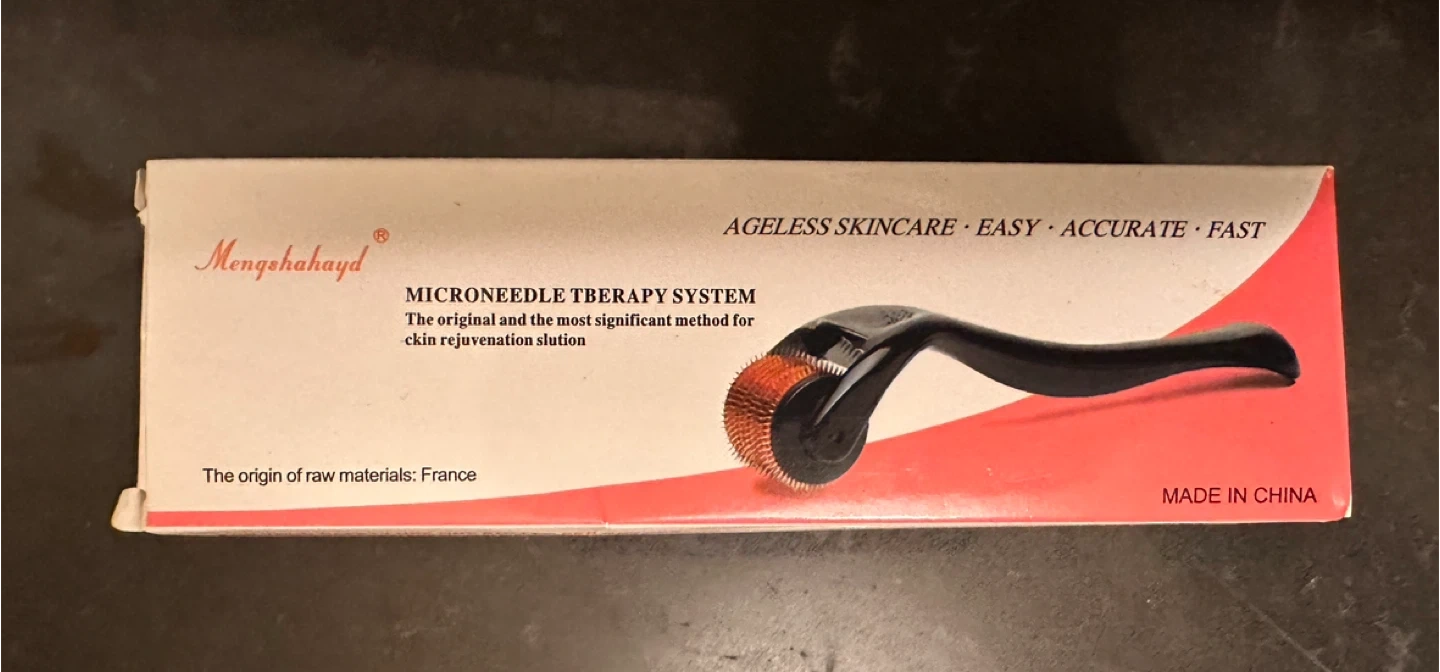 Mengshahayd®
AGELESS SKINCARE · EASY · ACCURATE · FAST
MICRONEEDLE TBERAPY SYSTEM
The original and the most significant method for
ckin rejuvenation slution
The origin of raw materials: France
MADE IN CHINA